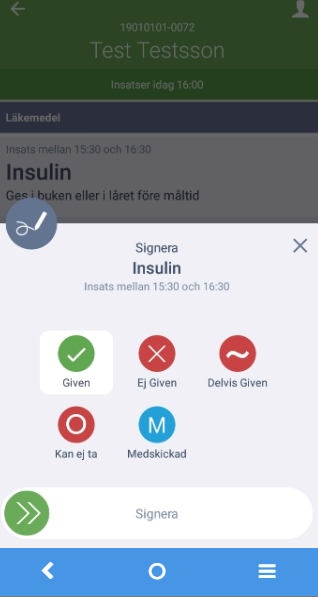 19010101-0072
Test Testsson
Insatser idag 16:00
Läkemedel
Insats mellan 15:30 och 16:30
Insulin
Ges i buken eller i låret före måltid
Signera
Insulin
Insats mellan 15:30 och 16:30
Given
Ej Given
Delvis Given
M
Kan ej ta
Medskickad
Signera